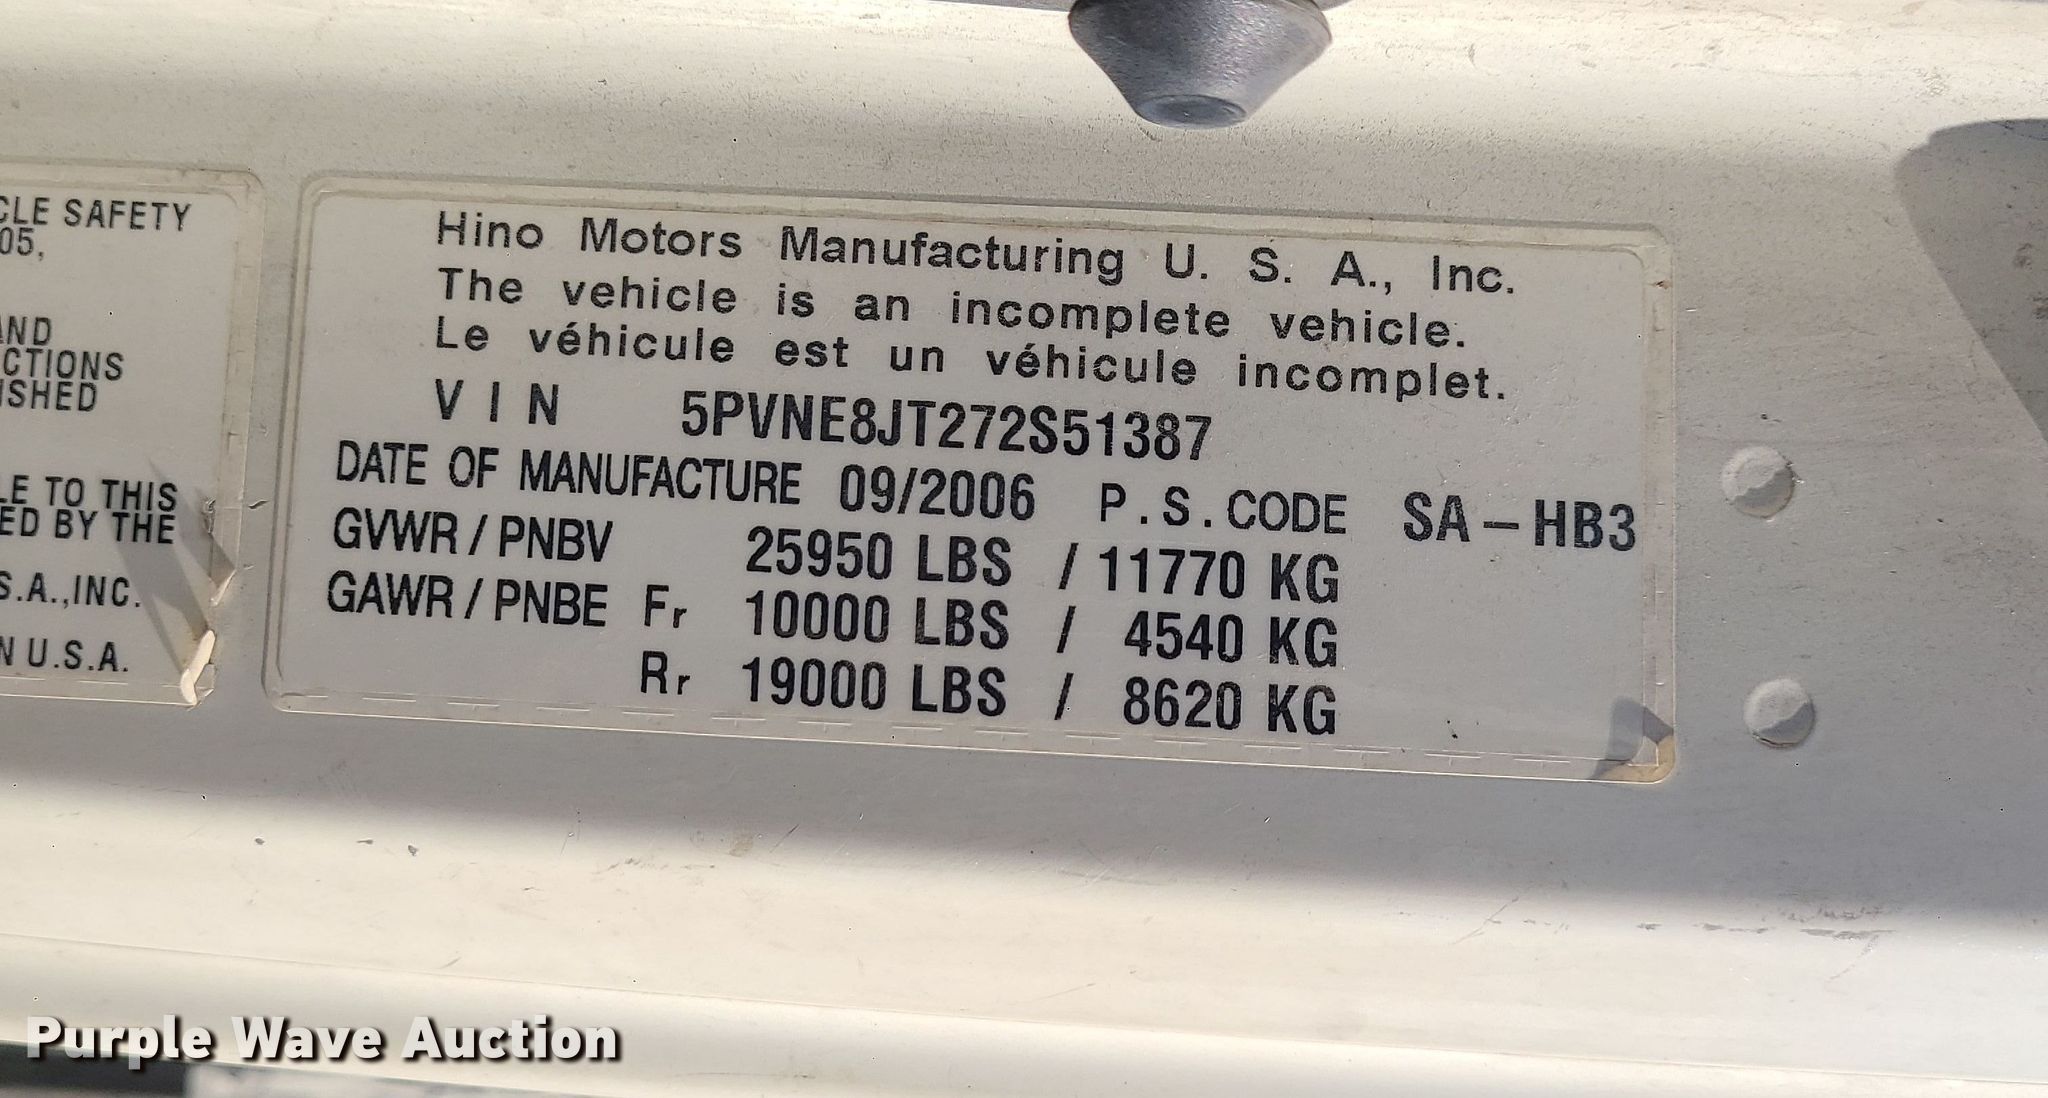 CLE SAFETY
05,
AND
CTIONS
ISHED
LE TO THIS
ED BY THE
S.A.,INC.
N U.S.A.
Hino Motors Manufacturing U. S. A., Inc.
The vehicle is an incomplete vehicle.
Le véhicule est un véhicule incomplet.
VIN 5PVNE8JT272S51387
DATE OF MANUFACTURE 09/2006 P.S.CODE SA-HB3
GVWR/PNBV 25950 LBS / 11770 KG
GAWR/PNBE Fr 10000 LBS / 4540 KG
Rr 19000 LBS / 8620 KG
Purple Wave Auction